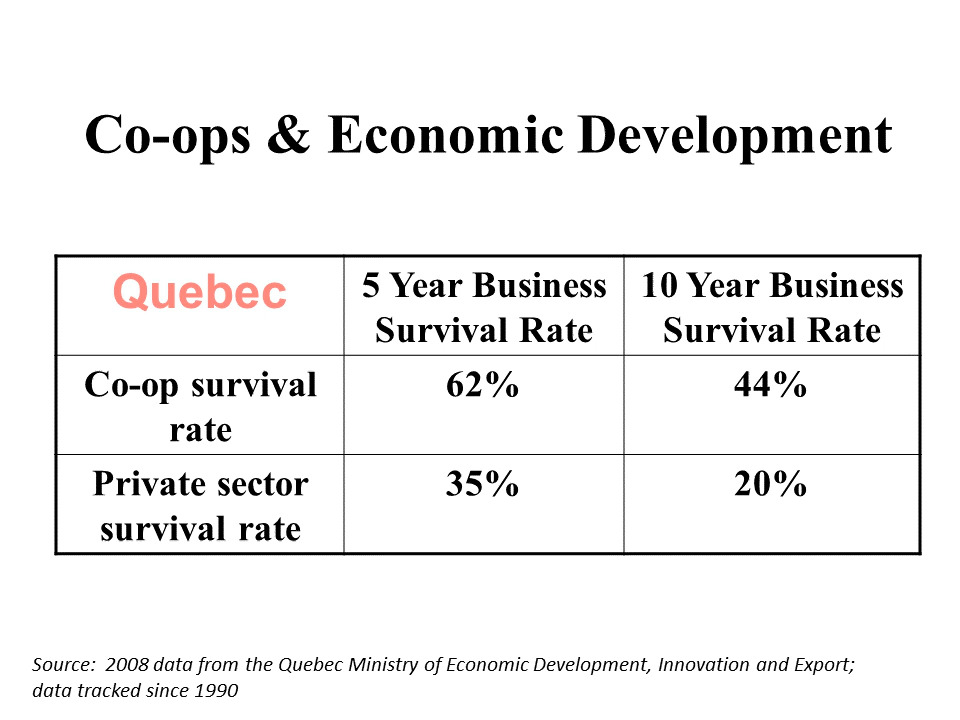 Co-ops & Economic Development
Quebec
5 Year Business
Survival Rate
10 Year Business
Survival Rate
Co-op survival
rate
62%
44%
Private sector
survival rate
35%
20%
Source:  2008 data from the Quebec Ministry of Economic Development, Innovation and Export;
data tracked since 1990